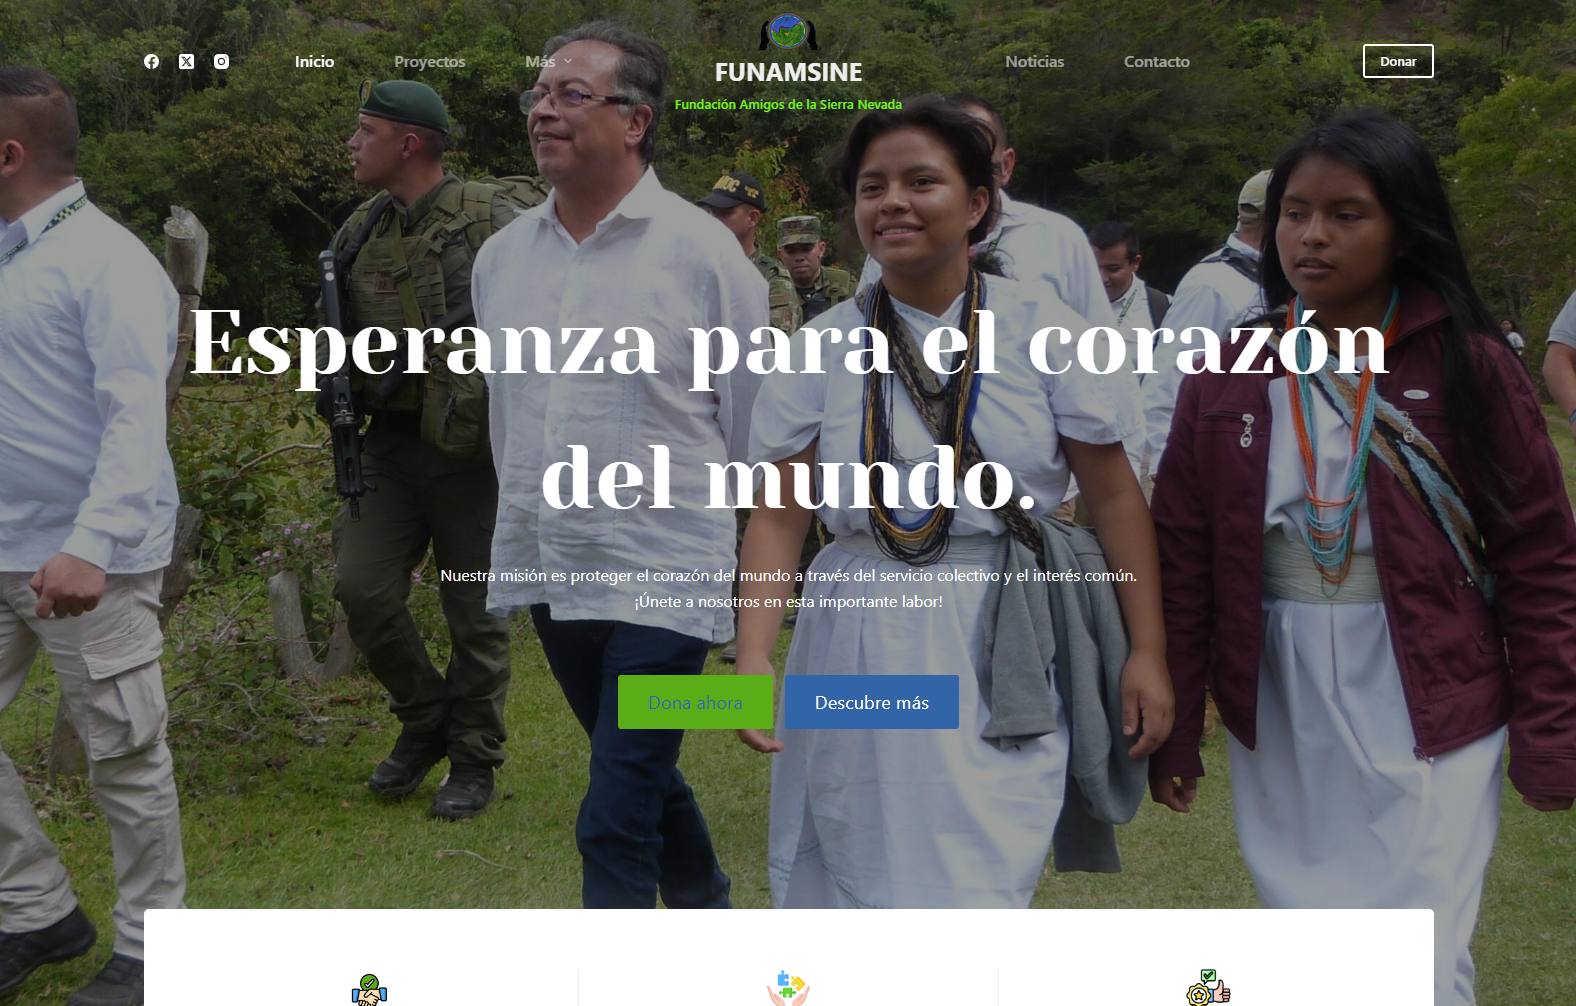 Inicio
Proyectos
Más
FUNAMSINE
Fundación Amigos de la Sierra Nevada
Noticias
Contacto
Donar
Esperanza para el corazón
del mundo.
Nuestra misión es proteger el corazón del mundo a través del servicio colectivo y el interés común.
¡Únete a nosotros en esta importante labor!
Dona ahora
Descubre más